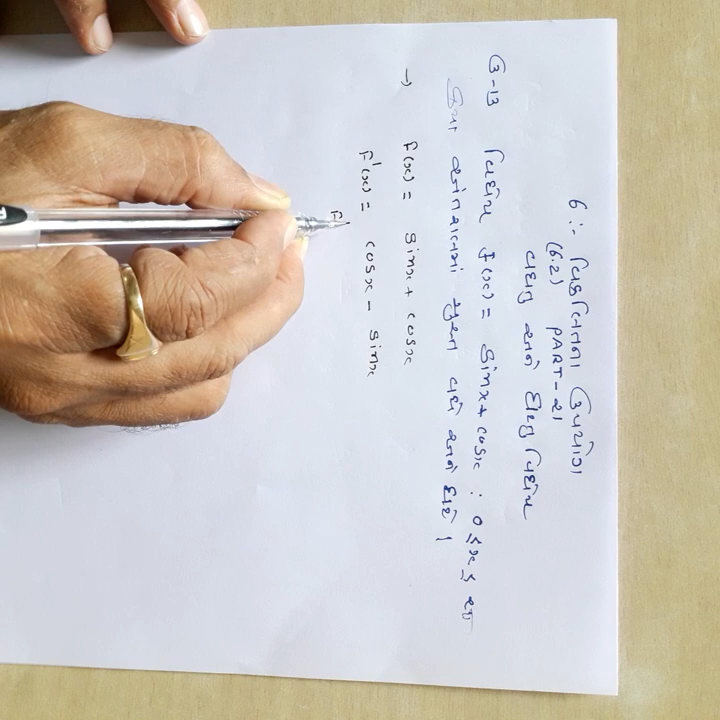 6 :- વિકલિતના ઉપયોગો
(6.2) PART-21
વધતુ અને ઘટતુ વિધેય
ઉ-13 વિધેય f(x) = sinx + cosx : 0 ≤ x ≤ 2π
કયા અંતરાલમાં ચુસ્ત વધે અને ઘટે ?
→ F(x) = sinx + cosx
F'(x) = cosx - sinx
F'